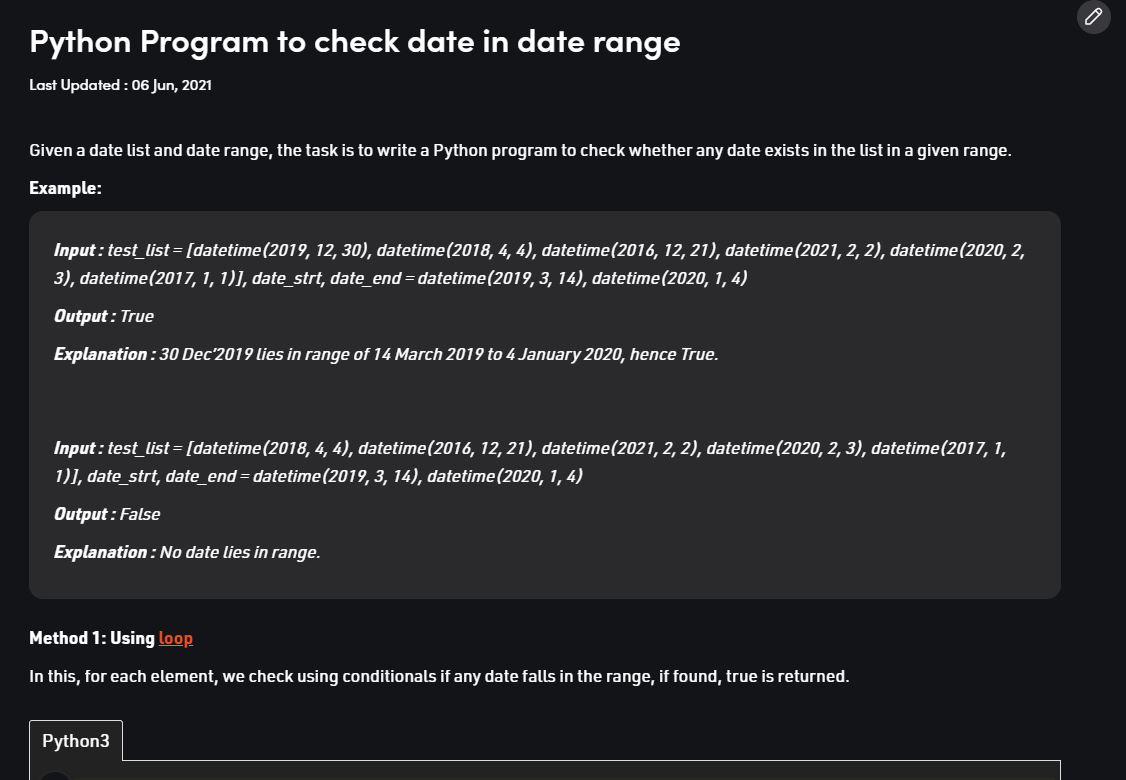 Python Program to check date in date range
Last Updated : 06 Jun, 2021
Given a date list and date range, the task is to write a Python program to check whether any date exists in the list in a given range.
Example:
Input : test_list = [datetime(2019, 12, 30), datetime(2018, 4, 4), datetime(2016, 12, 21), datetime(2021, 2, 2), datetime(2020, 2,
3), datetime(2017, 1, 1)], date_strt, date_end = datetime(2019, 3, 14), datetime(2020, 1, 4)
Output : True
Explanation : 30 Dec’2019 lies in range of 14 March 2019 to 4 January 2020, hence True.
Input : test_list = [datetime(2018, 4, 4), datetime(2016, 12, 21), datetime(2021, 2, 2), datetime(2020, 2, 3), datetime(2017, 1,
1)], date_strt, date_end = datetime(2019, 3, 14), datetime(2020, 1, 4)
Output : False
Explanation : No date lies in range.
Method 1: Using loop
In this, for each element, we check using conditionals if any date falls in the range, if found, true is returned.
Python3